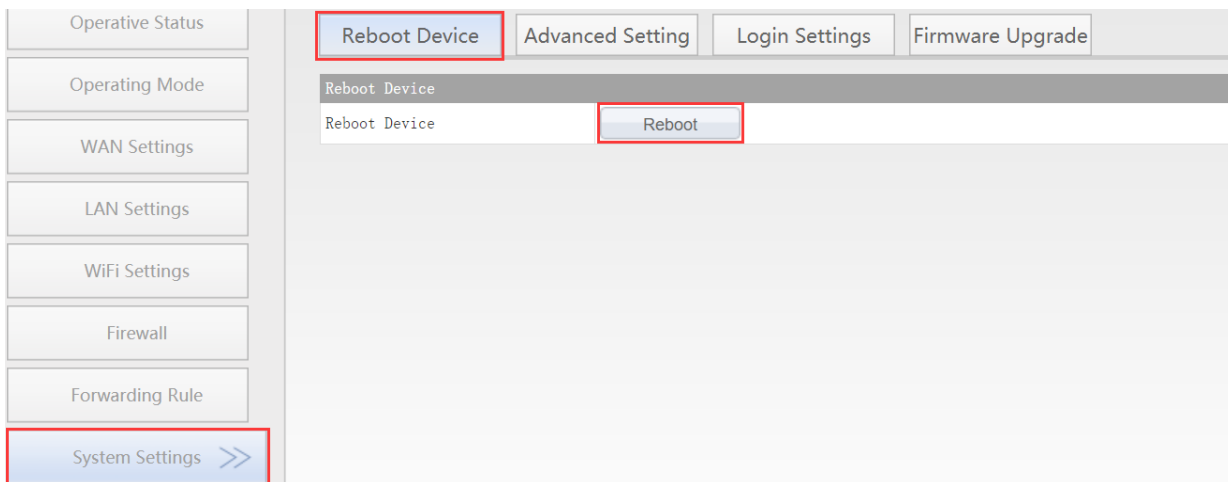 Operative Status
Operating Mode
WAN Settings
LAN Settings
WiFi Settings
Firewall
Forwarding Rule
System Settings
Reboot Device Advanced Setting Login Settings Firmware Upgrade
Reboot Device
Reboot Device Reboot